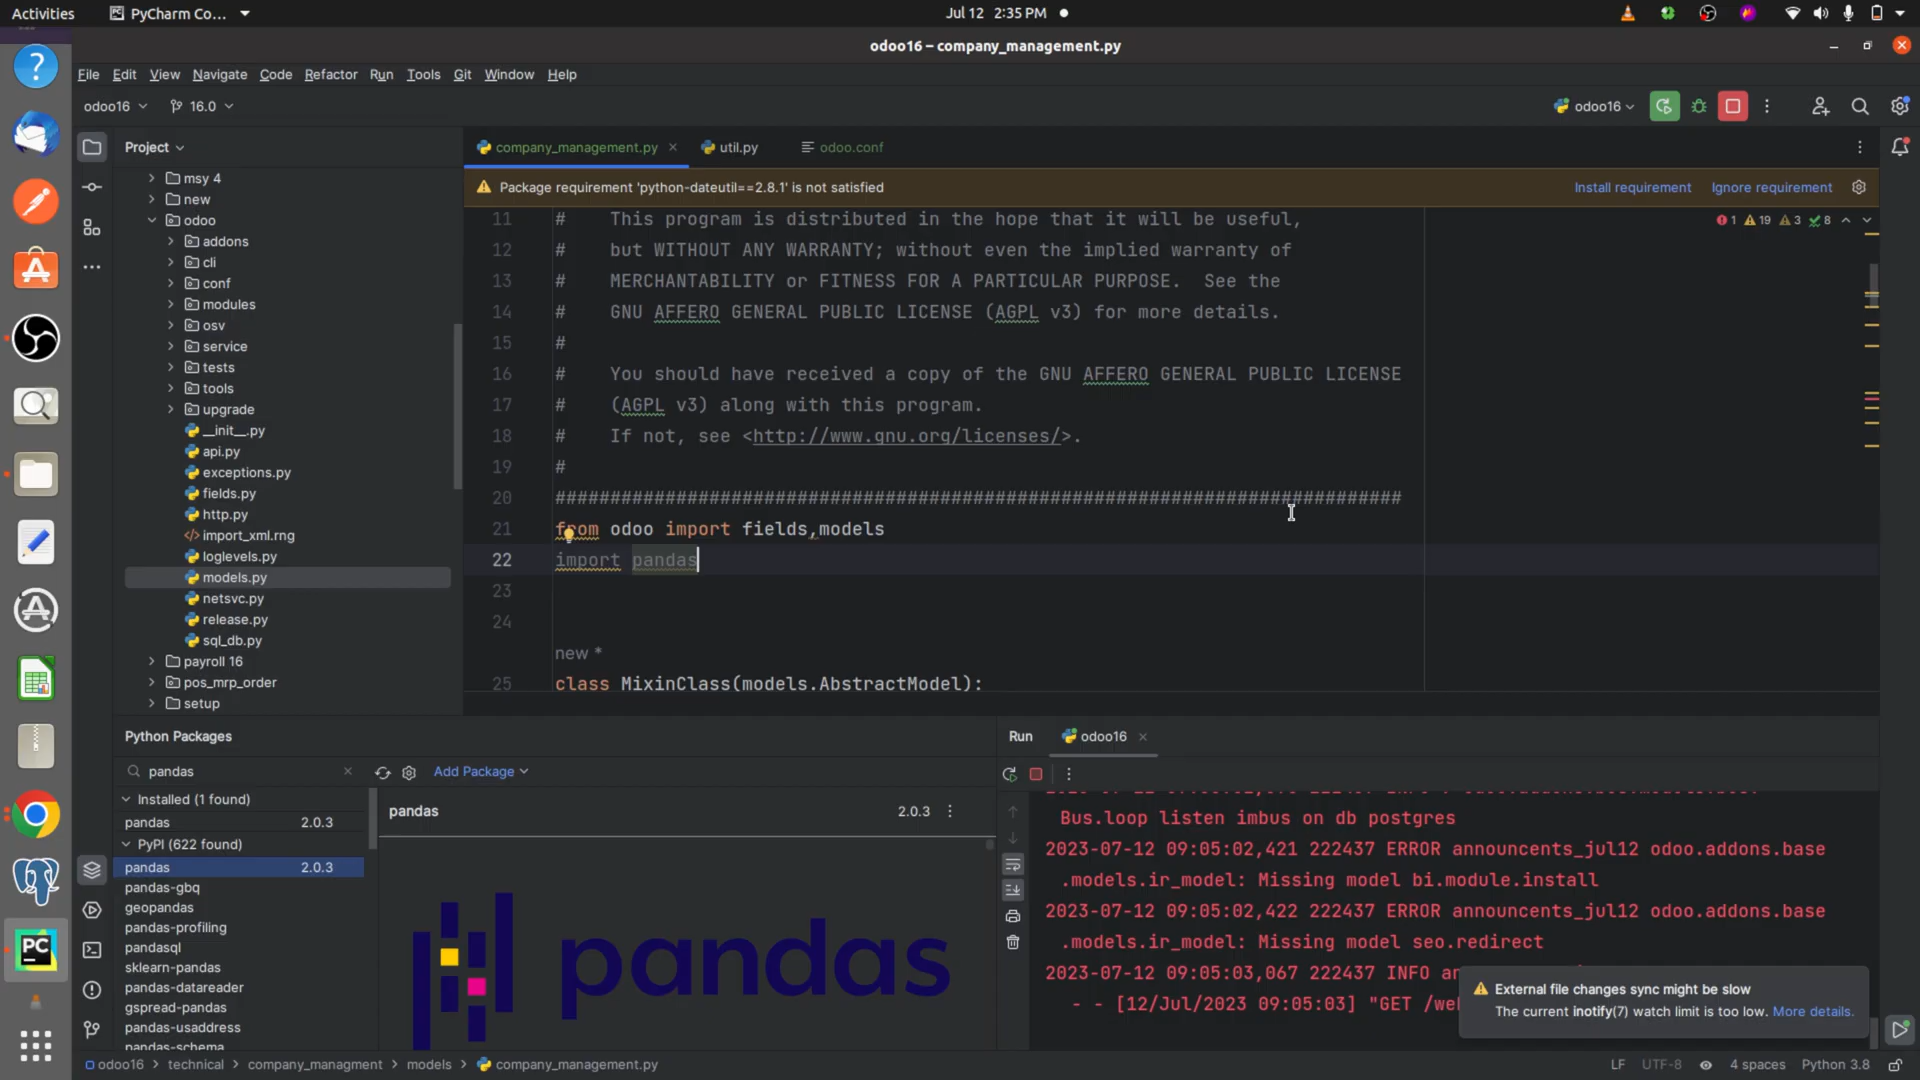 Activities
PyCharm Co...
Jul 12 2:35 PM
odoo16 – company_management.py
File Edit View Navigate Code Refactor Run Tools Git Window Help
odoo16
16.0
odoo16
Project
msy 4
new
odoo
addons
cli
conf
modules
osv
service
tests
tools
upgrade
__init__.py
api.py
exceptions.py
fields.py
http.py
import_xml.rng
loglevels.py
models.py
netsvc.py
release.py
sql_db.py
payroll 16
pos_mrp_order
setup
company_management.py
util.py
odoo.conf
Package requirement 'python-dateutil==2.8.1' is not satisfied
Install requirement Ignore requirement
1 19 3 8
11 #    This program is distributed in the hope that it will be useful,
12 #    but WITHOUT ANY WARRANTY; without even the implied warranty of
13 #    MERCHANTABILITY or FITNESS FOR A PARTICULAR PURPOSE.  See the
14 #    GNU AFFERO GENERAL PUBLIC LICENSE (AGPL v3) for more details.
15 #
16 #    You should have received a copy of the GNU AFFERO GENERAL PUBLIC LICENSE
17 #    (AGPL v3) along with this program.
18 #    If not, see <http://www.gnu.org/licenses/>.
19 #
20 #############################################################################
21 from odoo import fields,models
22 import pandas
23
24
new *
25 class MixinClass(models.AbstractModel):
Python Packages
pandas
Add Package
Installed (1 found)
pandas 2.0.3
PyPI (622 found)
pandas 2.0.3
pandas-gbq
geopandas
pandas-profiling
pandasql
sklearn-pandas
pandas-datareader
gspread-pandas
pandas-usaddress
pandas-schema
pandas 2.0.3
pandas
Run odoo16
Bus.loop listen imbus on db postgres
2023-07-12 09:05:02,421 222437 ERROR announcents_jul12 odoo.addons.base
.models.ir_model: Missing model bi.module.install
2023-07-12 09:05:02,422 222437 ERROR announcents_jul12 odoo.addons.base
.models.ir_model: Missing model seo.redirect
2023-07-12 09:05:03,067 222437 INFO
- - [12/Jul/2023 09:05:03] "GET
External file changes sync might be slow
The current inotify(7) watch limit is too low. More details.
odoo16 > technical > company_managment > models > company_management.py
LF UTF-8 4 spaces Python 3.8
PC